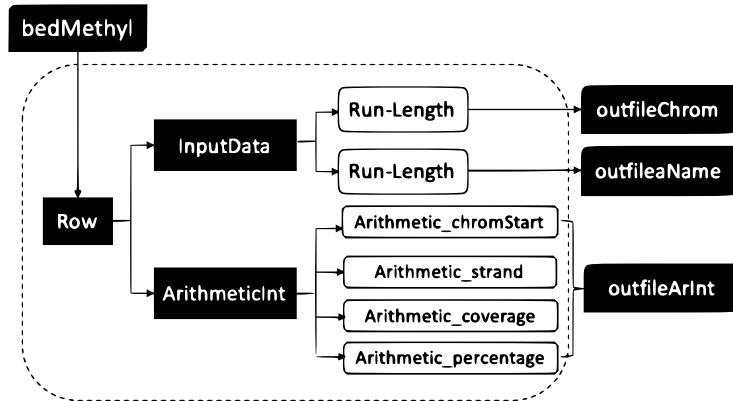 bedMethyl
Run-Length
outfileChrom
InputData
Run-Length
outfileaName
Row
Arithmetic_chromStart
Arithmetic_strand
ArithmeticInt
outfileArInt
Arithmetic_coverage
Arithmetic_percentage